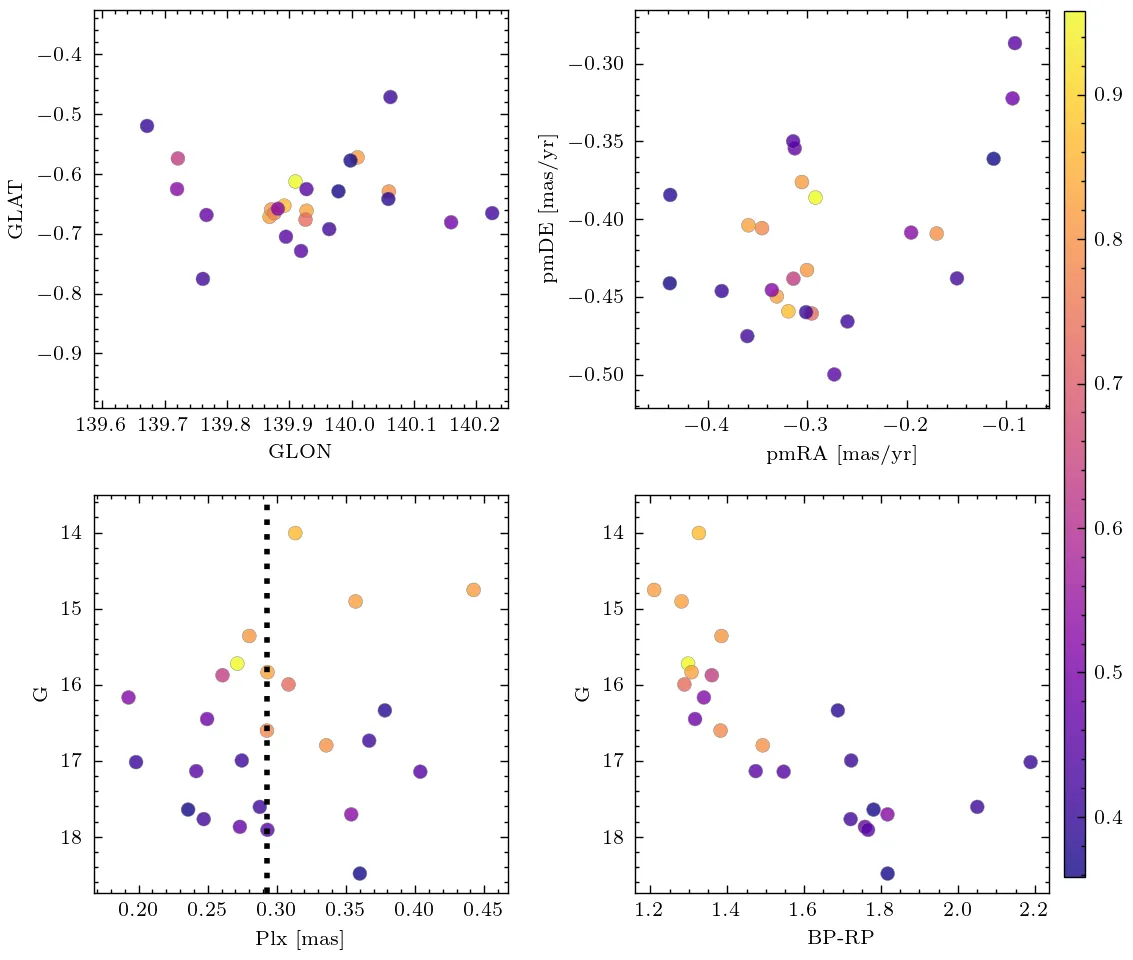 −0.4
−0.5
−0.6
−0.7
−0.8
−0.9
GLAT
139.6 139.7 139.8 139.9 140.0 140.1 140.2
GLON
−0.30
−0.35
−0.40
−0.45
−0.50
pmDE [mas/yr]
−0.4 −0.3 −0.2 −0.1
pmRA [mas/yr]
0.9
0.8
0.7
0.6
0.5
0.4
14
15
16
17
18
G
0.20 0.25 0.30 0.35 0.40 0.45
Plx [mas]
14
15
16
17
18
G
1.2 1.4 1.6 1.8 2.0 2.2
BP-RP